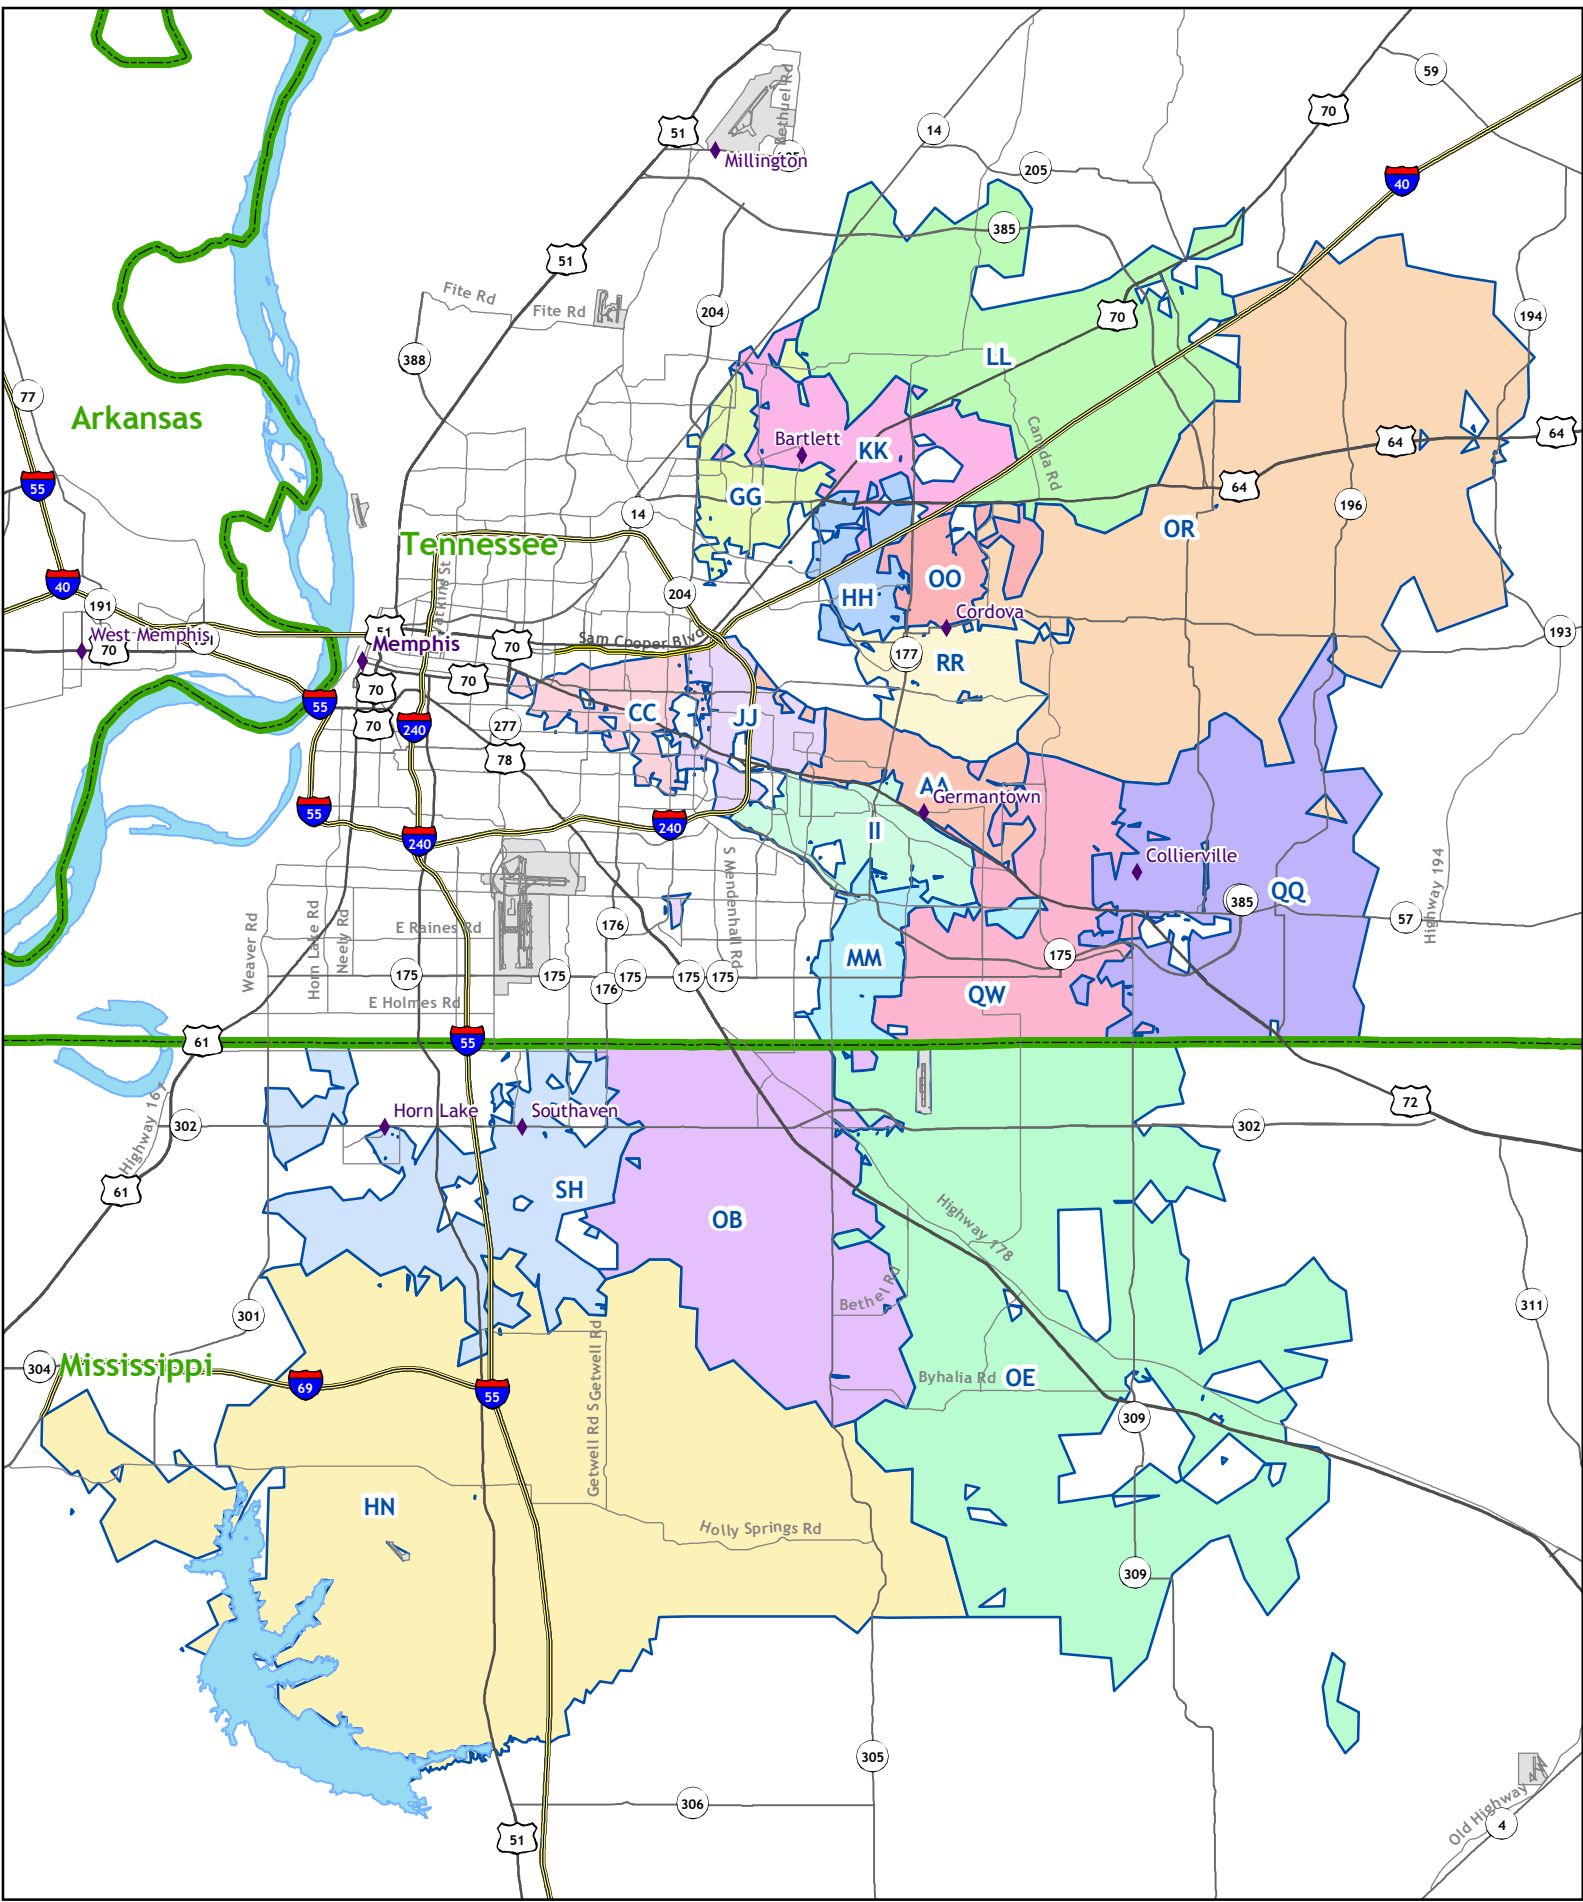 59
70
51
Bethuel Rd
14
Millington
205
40
385
51
Fite Rd
Fite Rd
204
70
194
388
LL
77
Arkansas
Canada Rd
Bartlett
KK
64
64
55
64
GG
14
196
OR
Tennessee
40
HH
OO
204
191
Cordova
51
Sam Cooper Blvd
193
West Memphis
70
Memphis
70
177
RR
70
70
55
CC
JJ
70
240
277
78
AA
Germantown
55
240
II
240
Collierville
S Mendenhall Rd
QQ
385
Highway 194
57
Weaver Rd
Horn Lake Rd
Neely Rd
E Raines Rd
176
MM
175
175
175
175
175
175
176
QW
E Holmes Rd
61
55
Highway 161
72
Horn Lake
Southaven
302
302
61
SH
OB
Highway 178
Bethel Rd
301
311
Getwell Rd
304
Mississippi
69
55
Byhalia Rd
OE
S Getwell Rd
309
HN
Holly Springs Rd
309
305
306
51
Old Highway
4